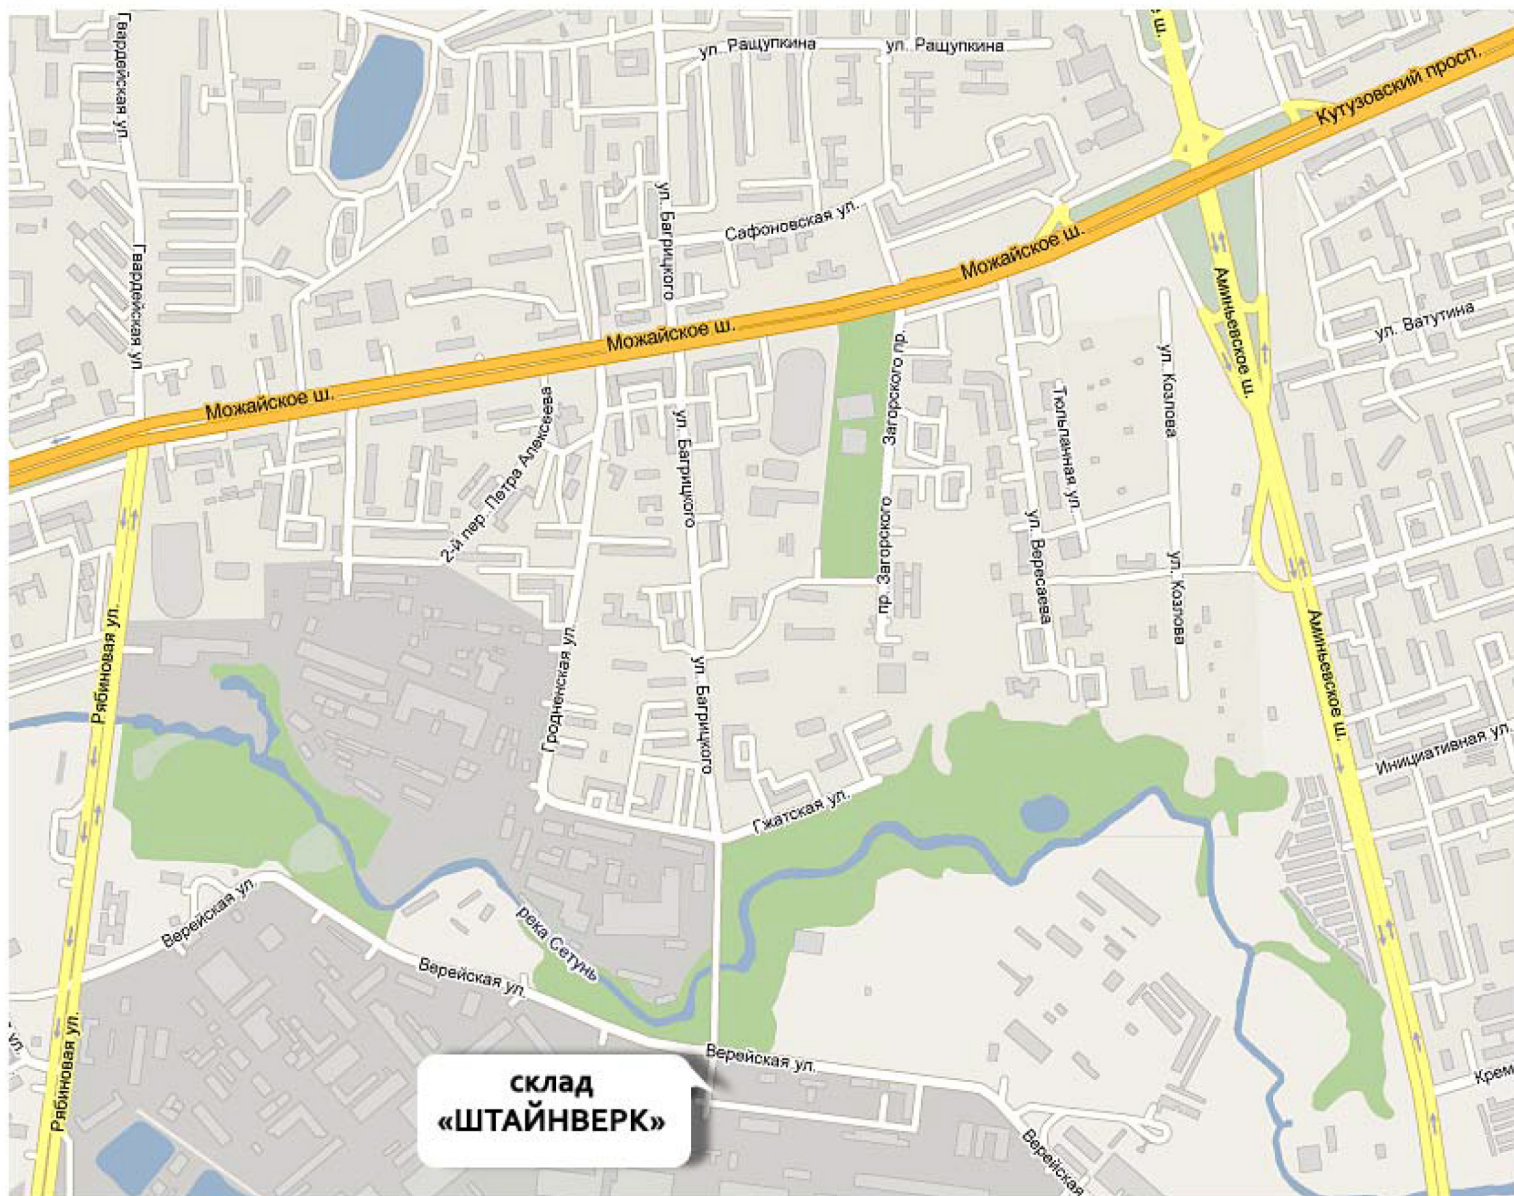 Гвардейская ул.
ул. Ращупкина
ул. Ращупкина
е ш.
Кутузовский просп.
ул. Багрицкого
Сафоновская ул.
Можайское ш.
Гвардейская ул
Аминьевское ш.
ул. Ватутина
Можайское ш.
Загорского пр.
ул. Козлова
Можайское ш.
2-й пер. Петра Алексеева
ул. Багрицкого
Тюльпанная ул.
пр. Загорского
ул. Вересаева
ул. Козлова
Рябиновая ул.
Гродненская ул.
ул. Багрицкого
Аминьевское ш.
Инициативная ул.
Гжатская ул.
Верейская ул.
река Сетунь
Верейская ул.
Рябиновая ул.
ул.
Верейская ул.
Крем
склад
«ШТАЙНВЕРК»
Верейская